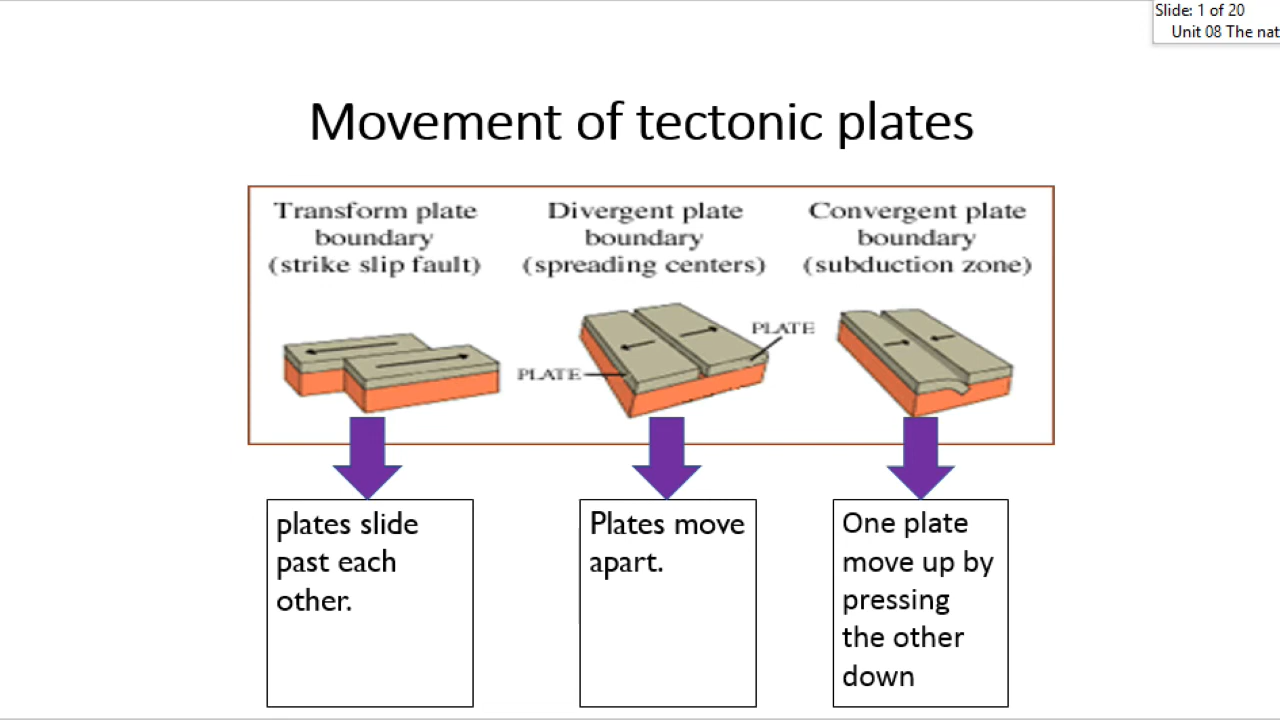 Slide: 1 of 20
Unit 08 The nat
Movement of tectonic plates
Transform plate
boundary
(strike slip fault)
Divergent plate
boundary
(spreading centers)
Convergent plate
boundary
(subduction zone)
PLATE
PLATE
plates slide
past each
other.
Plates move
apart.
One plate
move up by
pressing
the other
down